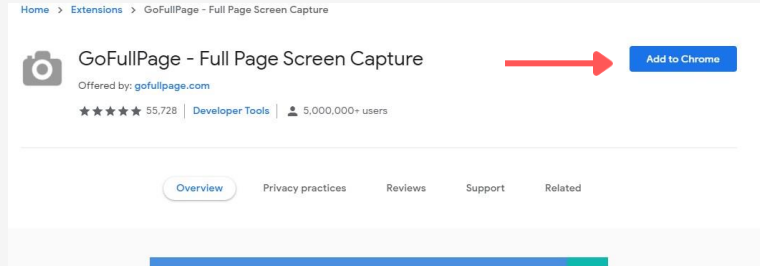 Home > Extensions > GoFullPage - Full Page Screen Capture
GoFullPage - Full Page Screen Capture
Add to Chrome
Offered by: gofullpage.com
★★★★★ 55,728 | Developer Tools | 5,000,000+ users
Overview Privacy practices Reviews Support Related